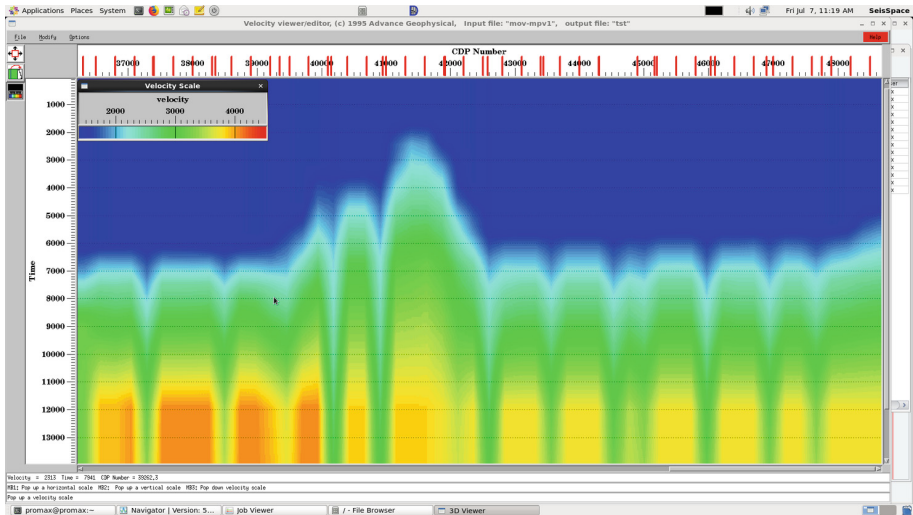 Applications Places System Fri Jul 7, 11:19 AM SeisSpace
Velocity viewer/editor, (c) 1995 Advance Geophysical, Input file: "mov-mpv1", output file: "tst"
File Modify Options Help
CDP Number
37000 38000 39000 40000 41000 42000 43000 44000 45000 46000 47000 48000
Velocity Scale
velocity
2000 3000 4000
Time
1000
2000
3000
4000
5000
6000
7000
8000
9000
10000
11000
12000
13000
Velocity = 2313 Time = 7941 CDP Number = 39262.3
MB1: Pop up a horizontal scale MB2: Pop up a vertical scale MB3: Pop down velocity scale
Pop up a velocity scale
promax@promax:~ Navigator | Version: 5... Job Viewer / - File Browser 3D Viewer